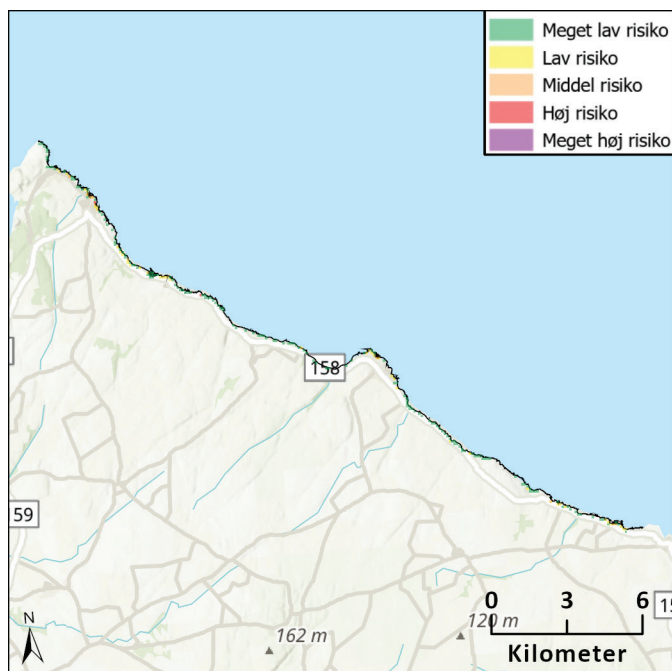 Meget lav risiko
Lav risiko
Middel risiko
Høj risiko
Meget høj risiko
158
59
15
N
162 m
120 m
0 3 6
Kilometer